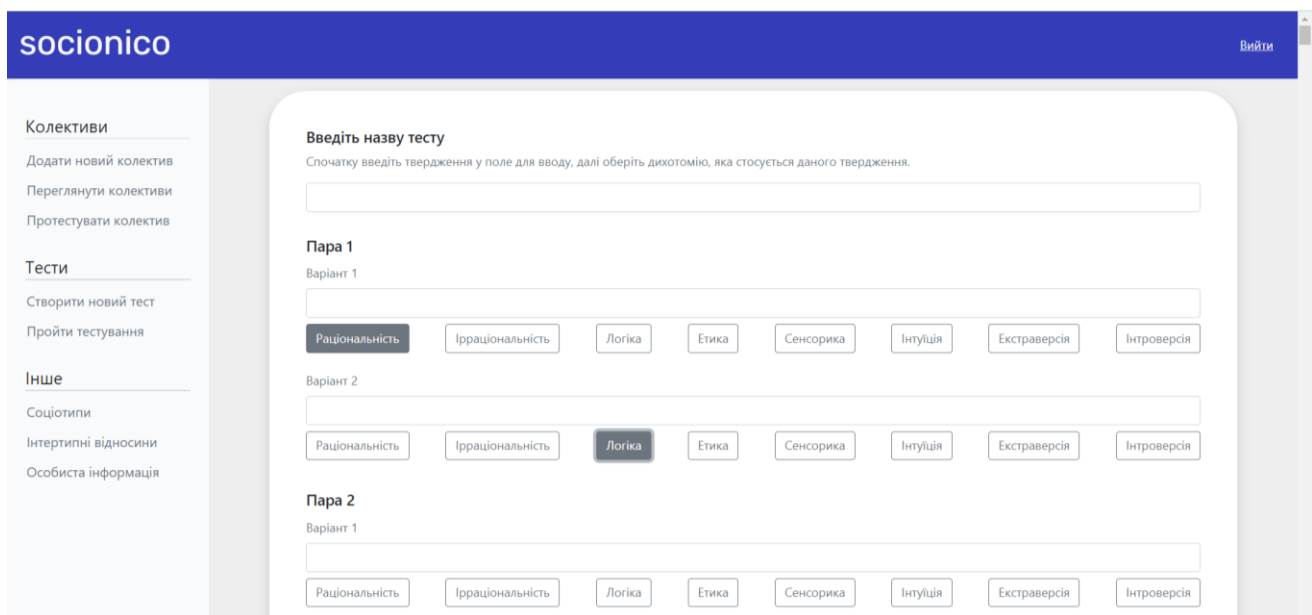 socionico
Вийти
Колективи
Додати новий колектив
Переглянути колективи
Протестувати колектив
Тести
Створити новий тест
Пройти тестування
Інше
Соціотипи
Інтертипні відносини
Особиста інформація
Введіть назву тесту
Спочатку введіть твердження у поле для вводу, далі оберіть дихотомію, яка стосується даного твердження.
Пара 1
Варіант 1
Раціональність Ірраціональність Логіка Етика Сенсорика Інтуїція Екстраверсія Інтроверсія
Варіант 2
Раціональність Ірраціональність Логіка Етика Сенсорика Інтуїція Екстраверсія Інтроверсія
Пара 2
Варіант 1
Раціональність Ірраціональність Логіка Етика Сенсорика Інтуїція Екстраверсія Інтроверсія